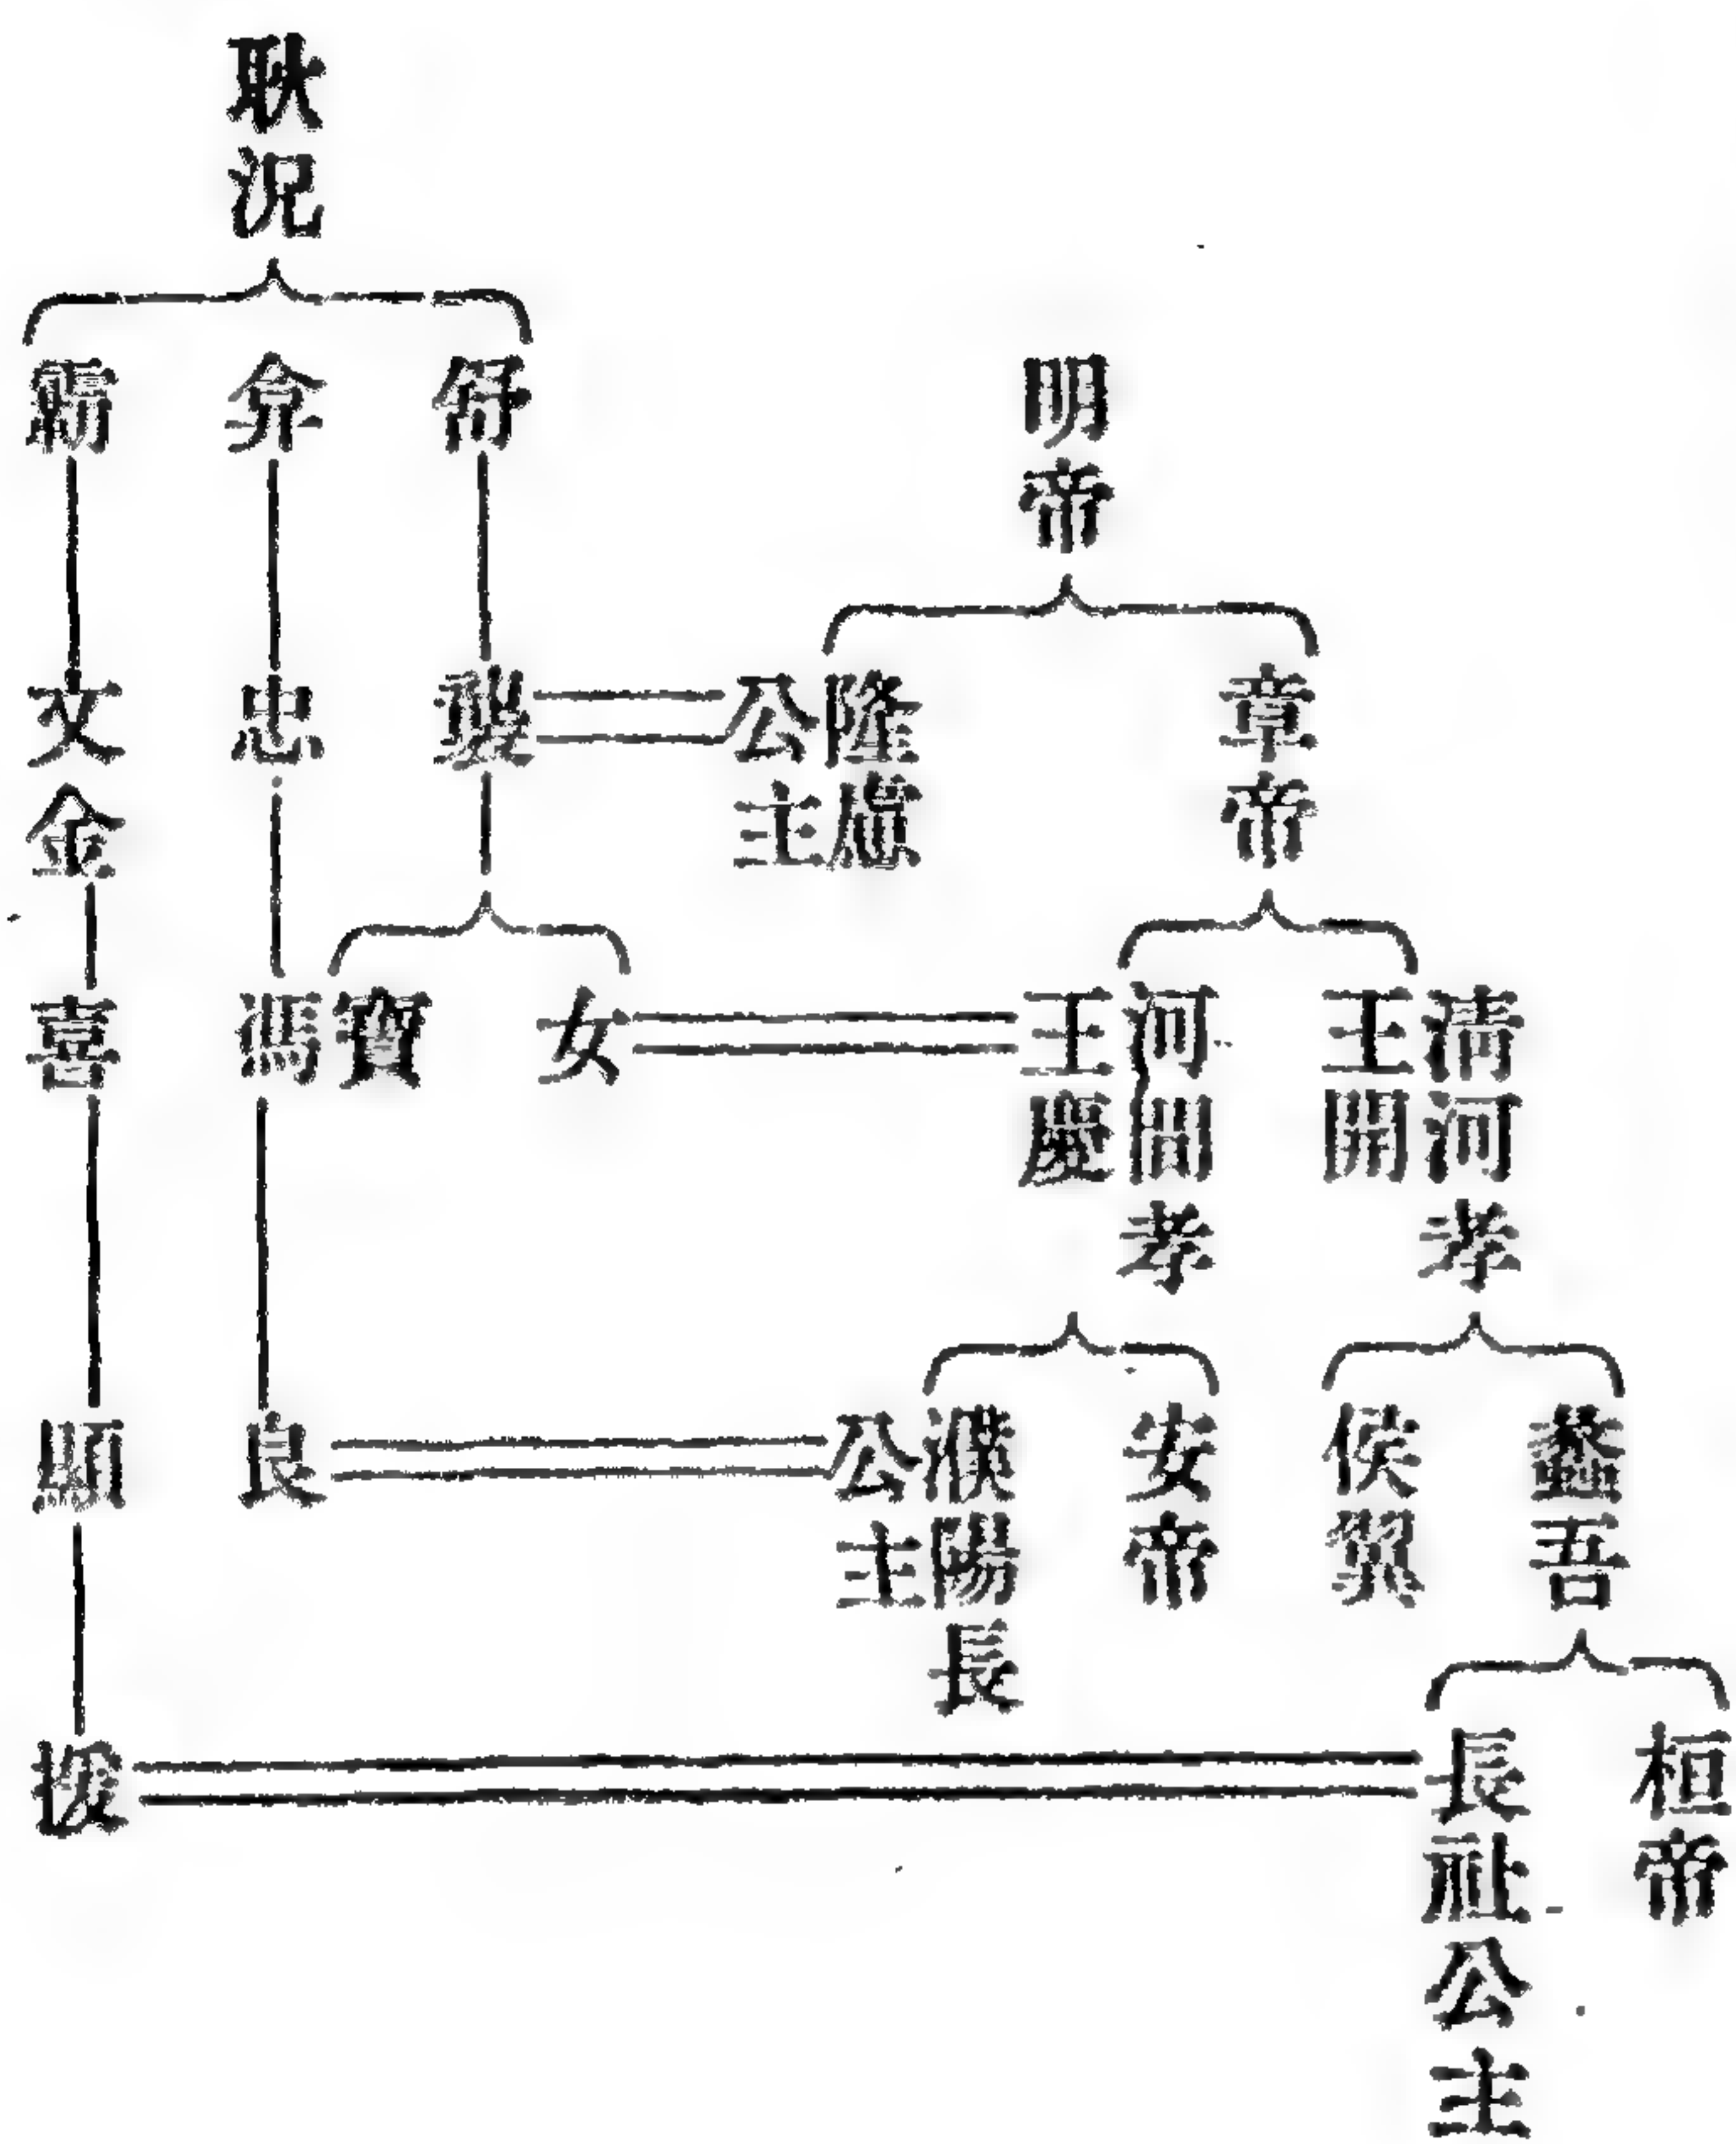 耿況
舒
弇
霸
明帝
章帝
隆慮
公主
襲
忠
文金
清河孝
王開
河間孝
王慶
女
寶
馮
喜
蠡吾
侯翼
安帝
濮陽長
公主
良
顯
桓帝
長社公主
援